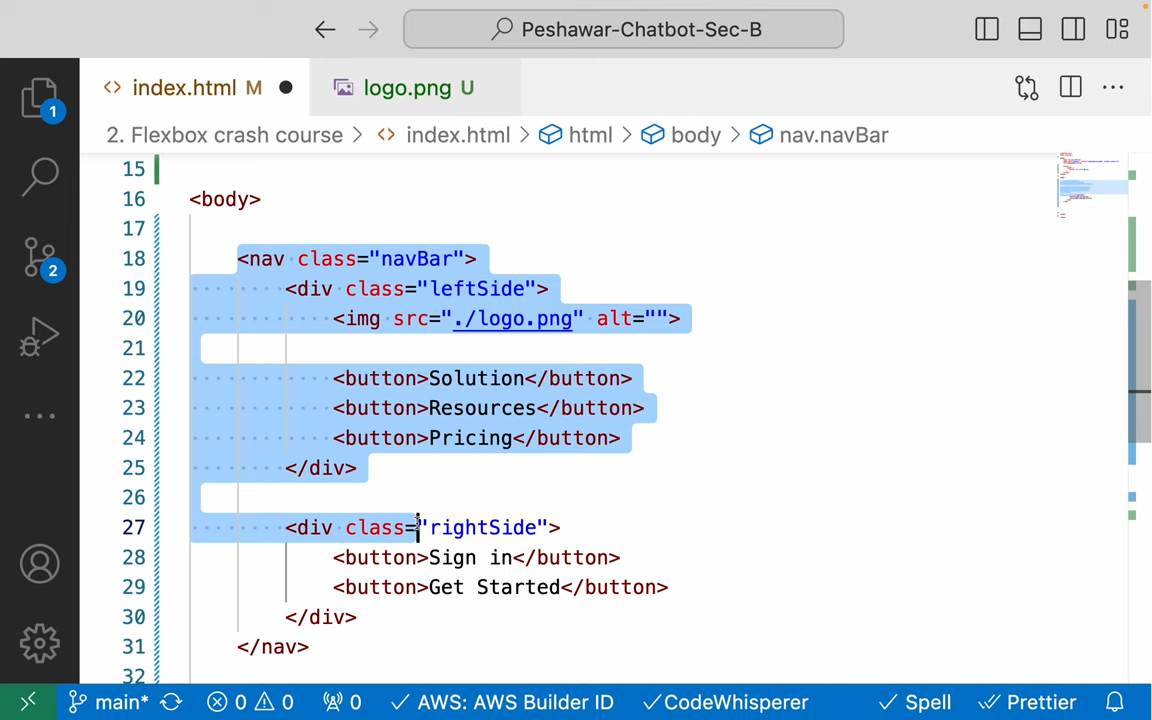 Peshawar-Chatbot-Sec-B
index.html M
logo.png U
1
2. Flexbox crash course > index.html > html > body > nav.navBar
15
16 <body>
17
18 <nav class="navBar">
19 <div class="leftSide">
20 <img src="./logo.png" alt="">
21
22 <button>Solution</button>
23 <button>Resources</button>
24 <button>Pricing</button>
25 </div>
26
27 <div class="rightSide">
28 <button>Sign in</button>
29 <button>Get Started</button>
30 </div>
31 </nav>
32
2
main* 0 0 0 AWS: AWS Builder ID CodeWhisperer Spell Prettier